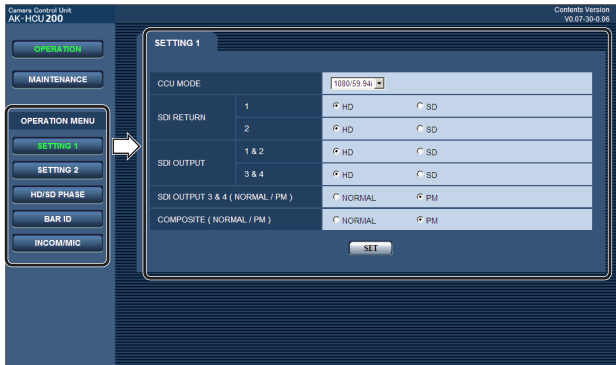 Camera Control Unit
AK-HCU200
Contents Version
V0.07-30-0.06
OPERATION
MAINTENANCE
OPERATION MENU
SETTING 1
SETTING 2
HD/SD PHASE
BAR ID
INCOM/MIC
SETTING 1
CCU MODE 1080/59.94i
SDI RETURN
1 HD SD
2 HD SD
SDI OUTPUT
1 & 2 HD SD
3 & 4 HD SD
SDI OUTPUT 3 & 4 ( NORMAL / PM ) NORMAL PM
COMPOSITE ( NORMAL / PM ) NORMAL PM
SET